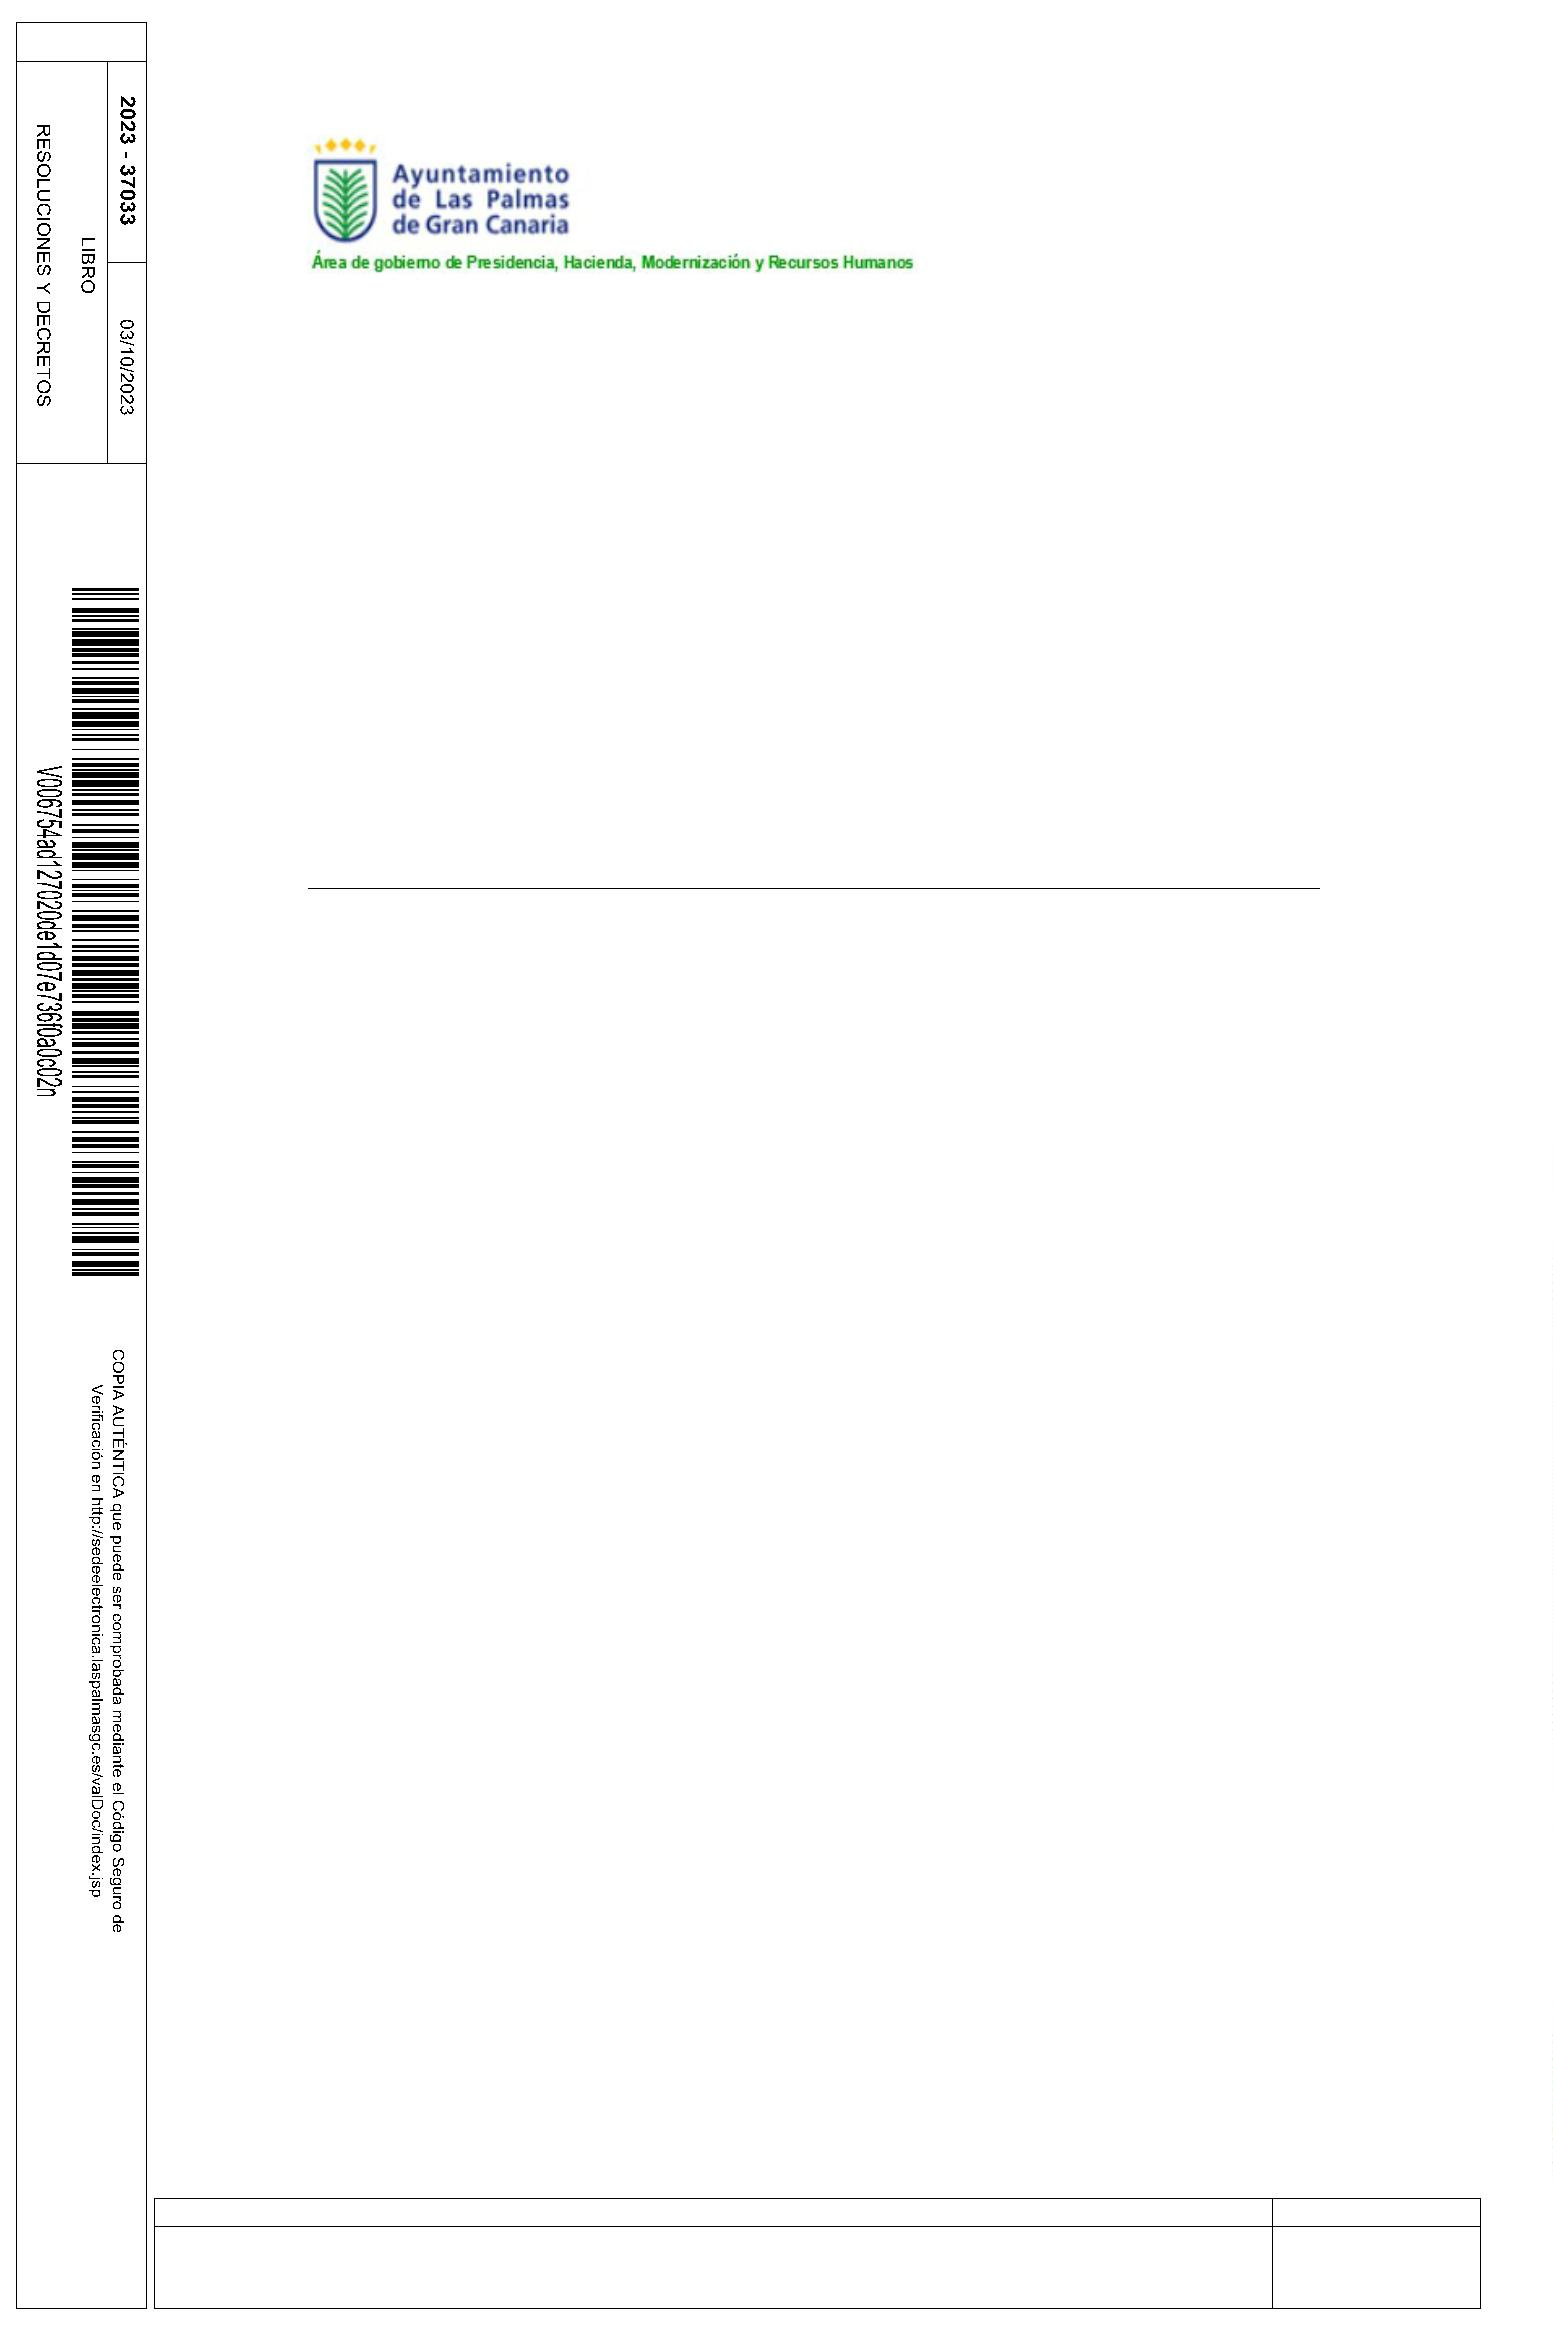 2023 - 37033
03/10/2023
LIBRO
RESOLUCIONES Y DECRETOS
Ayuntamiento
de Las Palmas
de Gran Canaria
Área de gobierno de Presidencia, Hacienda, Modernización y Recursos Humanos
V006754ad127020de1d07e736f0a0c02n
COPIA AUTÉNTICA que puede ser comprobada mediante el Código Seguro de
Verificación en http://sedeelectronica.laspalmasgc.es/valDoc/index.jsp